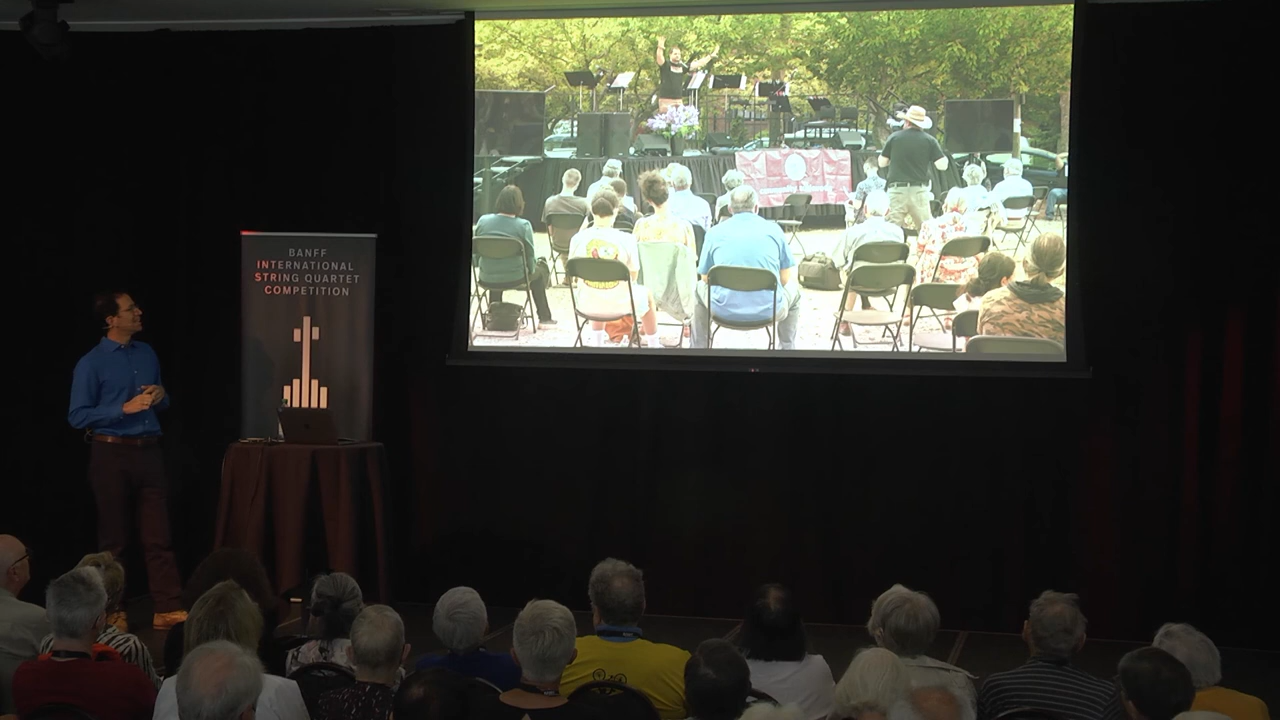 BANFF
INTERNATIONAL
STRING QUARTET
COMPETITION